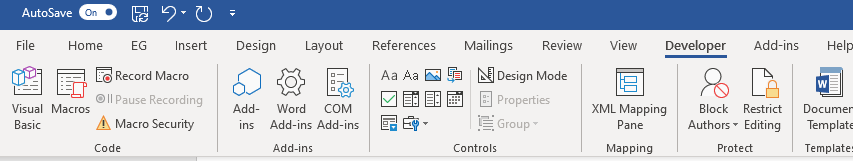 AutoSave On
File Home EG Insert Design Layout References Mailings Review View Developer Add-ins Help
Visual Basic
Macros
Record Macro
Pause Recording
Macro Security
Code
Add-ins
Word Add-ins
COM Add-ins
Add-ins
Aa Aa
Design Mode
Properties
Group
Controls
XML Mapping Pane
Mapping
Block Authors
Restrict Editing
Protect
Document Template
Templates